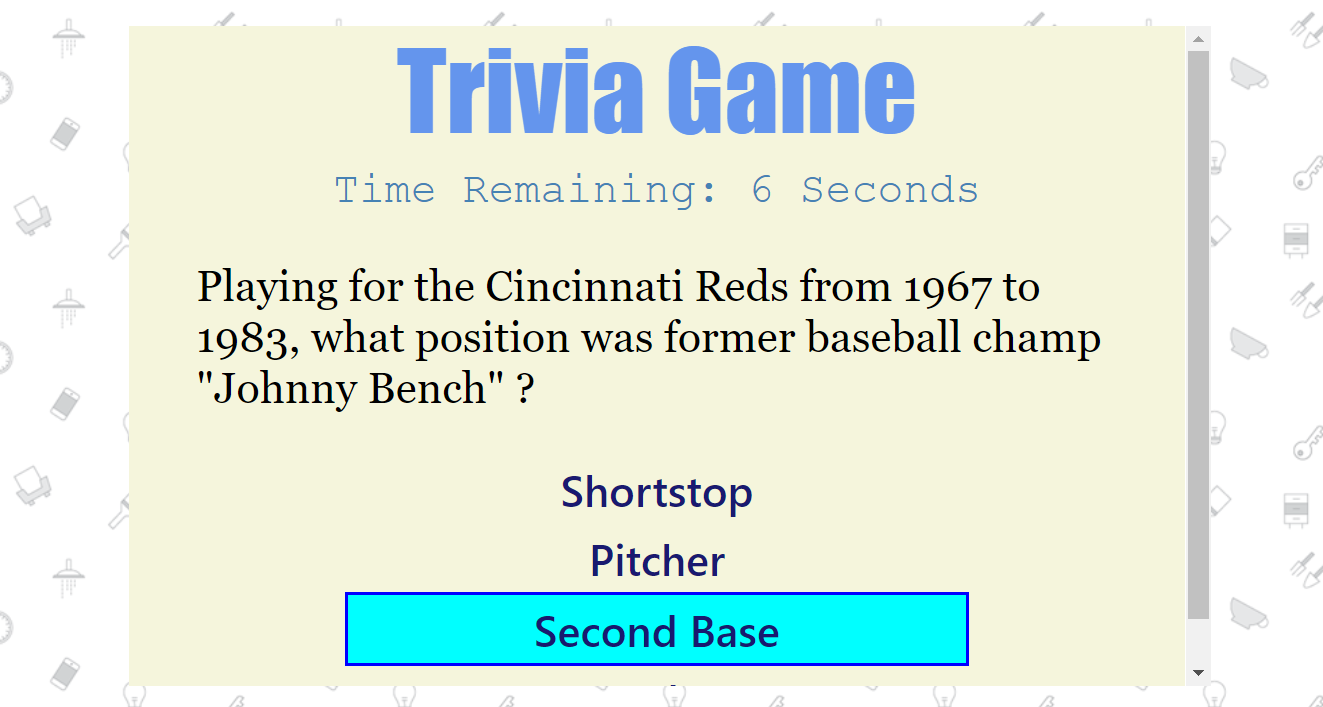 Trivia Game
Time Remaining: 6 Seconds
Playing for the Cincinnati Reds from 1967 to
1983, what position was former baseball champ
"Johnny Bench" ?
Shortstop
Pitcher
Second Base